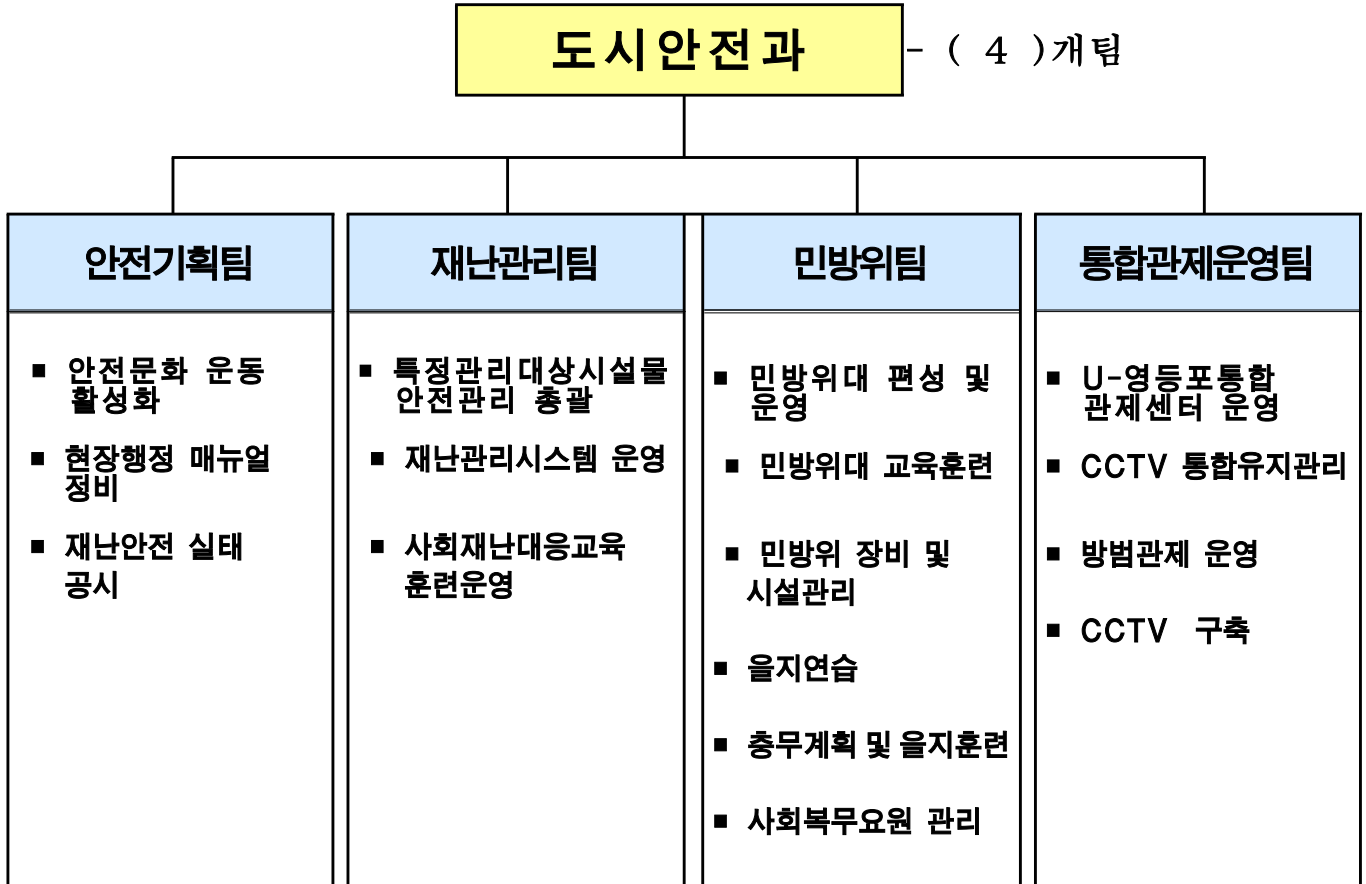 도시안전과 - ( 4 )개팀
안전기획팀
■ 안전문화 운동
활성화
■ 현장행정 매뉴얼
정비
■ 재난안전 실태
공시
재난관리팀
■ 특정관리대상시설물
안전관리 총괄
■ 재난관리시스템 운영
■ 사회재난대응교육
훈련운영
민방위팀
■ 민방위대 편성 및
운영
■ 민방위대 교육훈련
■ 민방위 장비 및
시설관리
■ 을지연습
■ 충무계획 및 을지훈련
■ 사회복무요원 관리
통합관제운영팀
■ U-영등포통합
관제센터 운영
■ CCTV 통합유지관리
■ 방범관제 운영
■ CCTV 구축